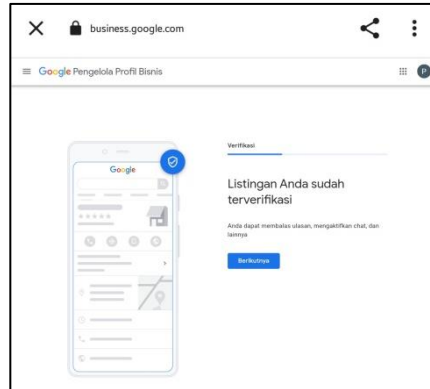 business.google.com
Google Pengelola Profil Bisnis
P
Verifikasi
Google
Listingan Anda sudah
terverifikasi
Anda dapat membalas ulasan, mengaktifkan chat, dan
lainnya
Berikutnya